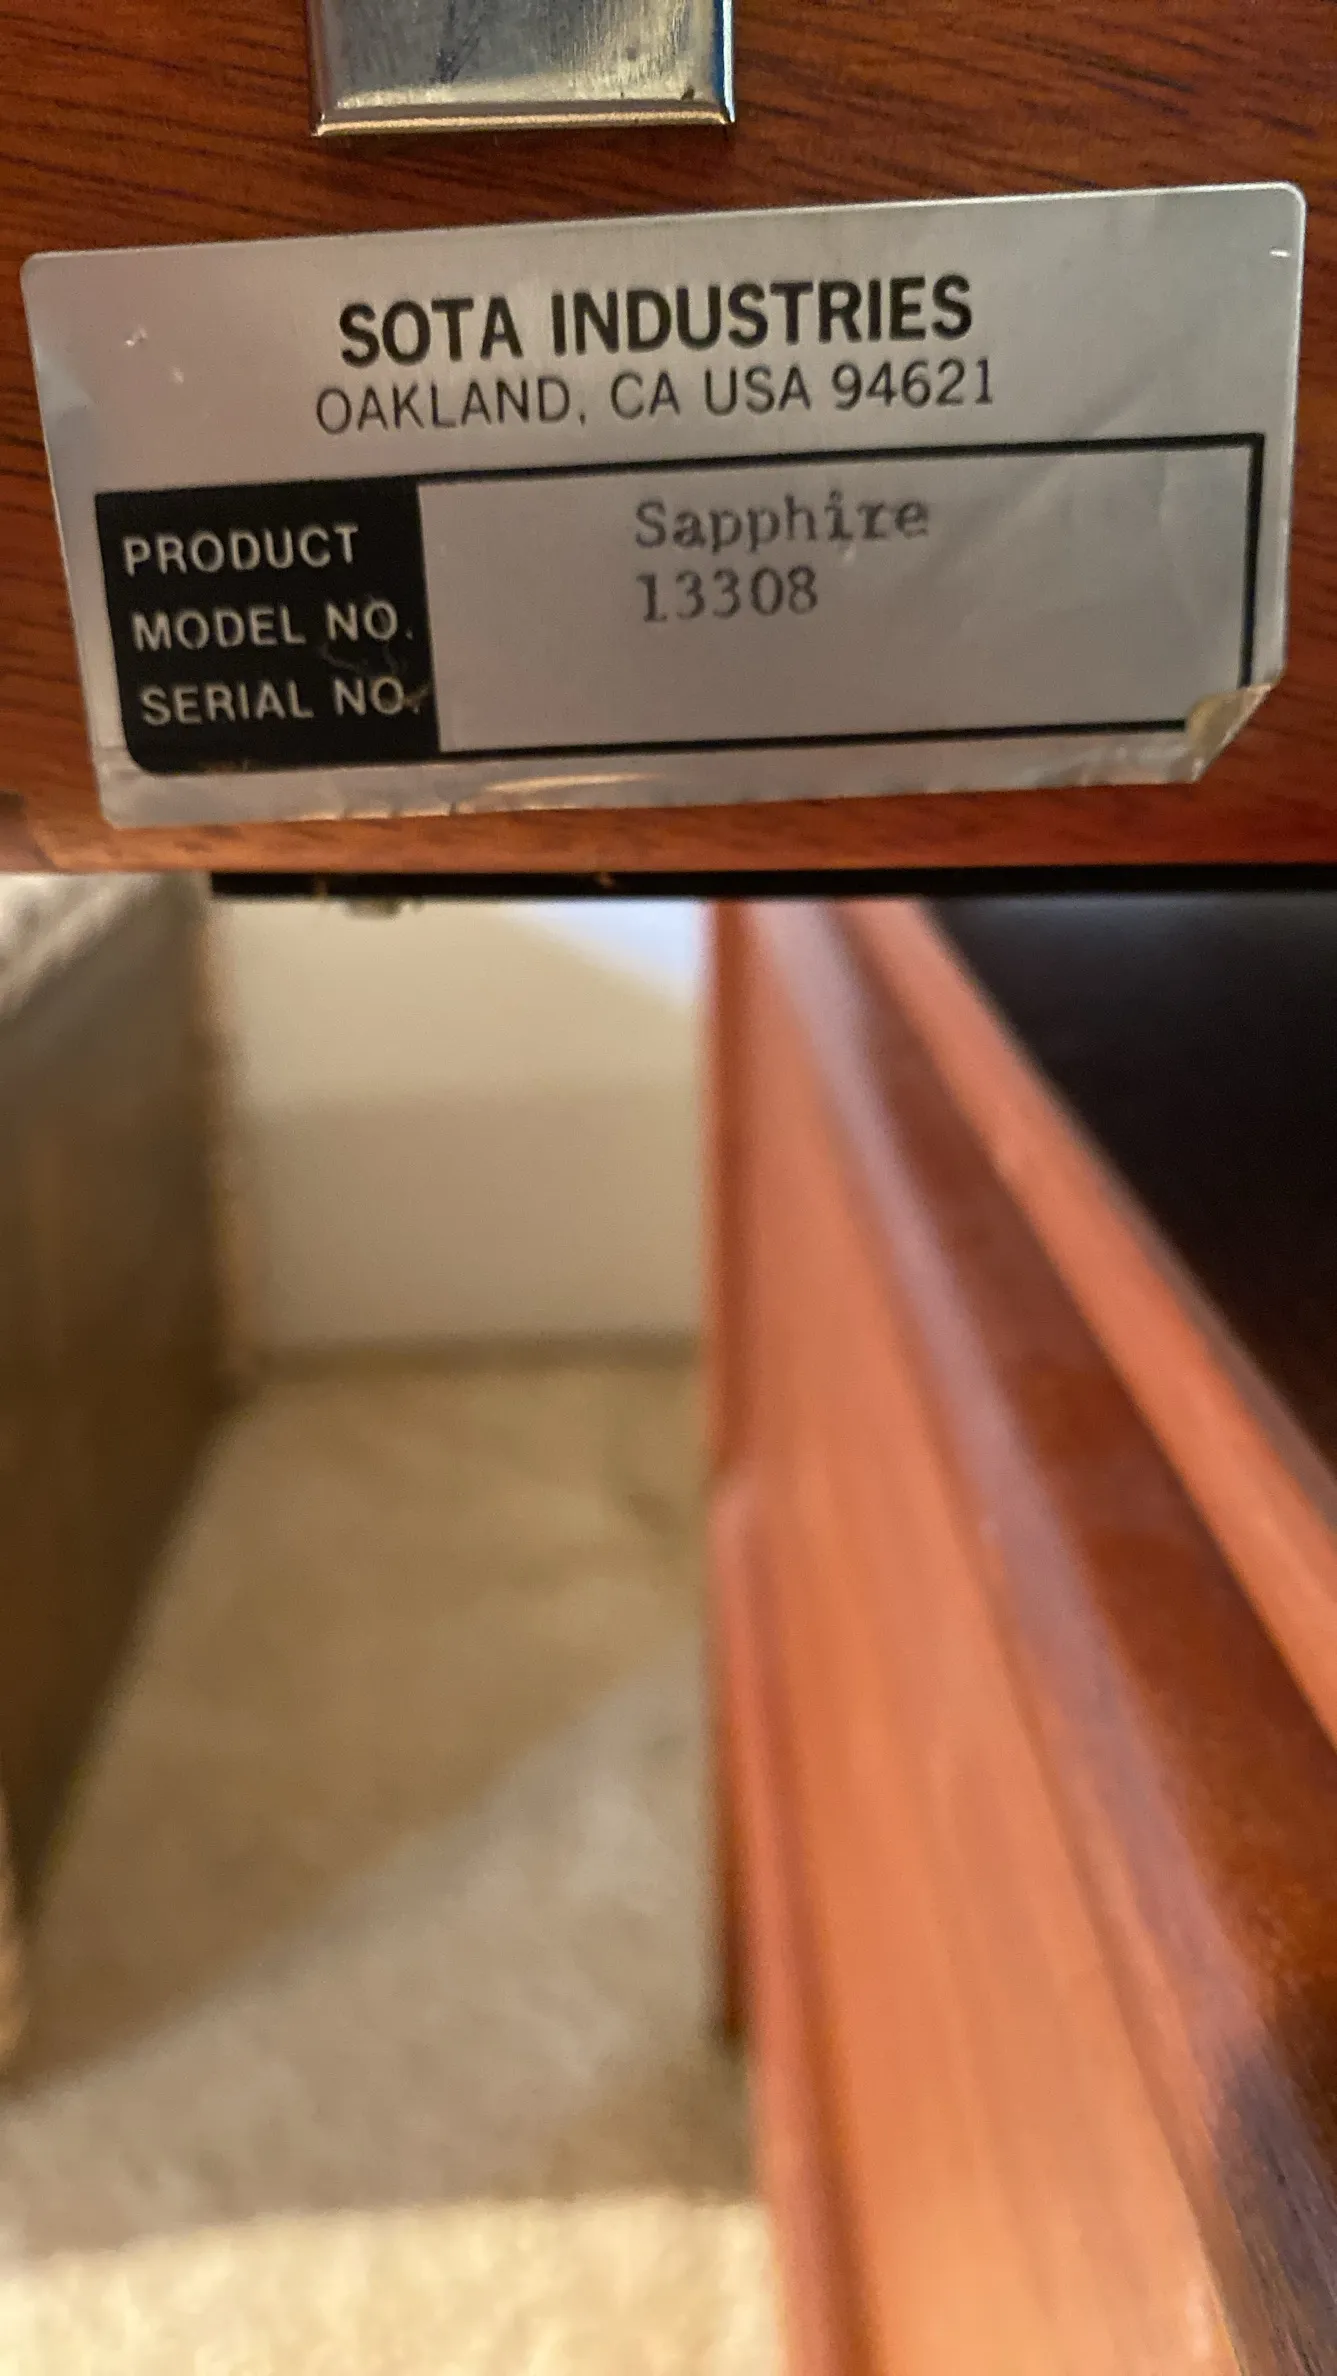 SOTA INDUSTRIES
OAKLAND, CA USA 94621
PRODUCT Sapphire
MODEL NO. 13308
SERIAL NO.